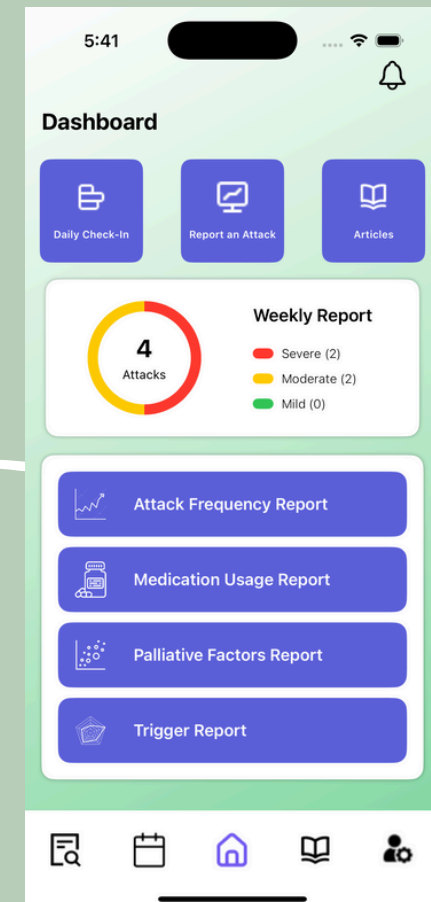 5:41
Dashboard
Daily Check-In
Report an Attack
Articles
Weekly Report
4
Attacks
Severe (2)
Moderate (2)
Mild (0)
Attack Frequency Report
Medication Usage Report
Palliative Factors Report
Trigger Report